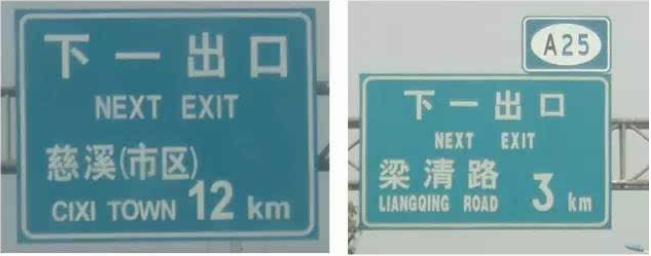 下一出口
NEXT EXIT
慈溪(市区)
CIXI TOWN 12 km
A25
下一出口
NEXT EXIT
梁清路
LIANGQING ROAD 3 km